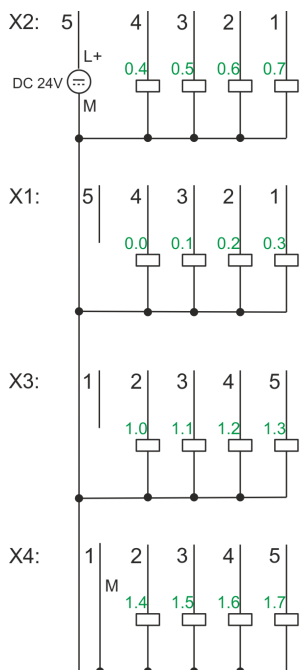 X2: 5 4 3 2 1
L+
0.4 0.5 0.6 0.7
DC 24V
M
X1: 5 4 3 2 1
0.0 0.1 0.2 0.3
X3: 1 2 3 4 5
1.0 1.1 1.2 1.3
X4: 1 2 3 4 5
M
1.4 1.5 1.6 1.7